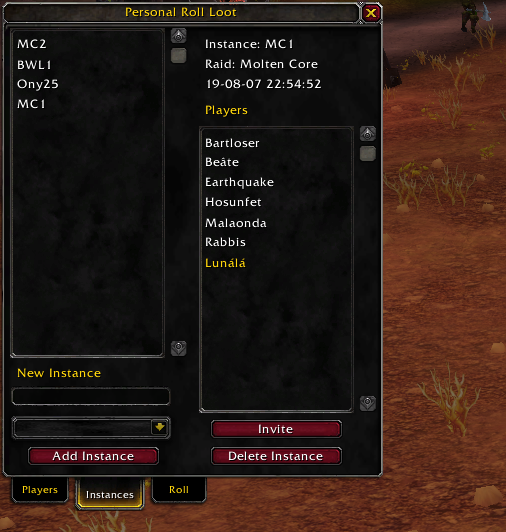 Personal Roll Loot
MC2
BWL1
Ony25
MC1
Instance: MC1
Raid: Molten Core
19-08-07 22:54:52
Players
Bartloser
Beâte
Earthquake
Hosunfet
Malaonda
Rabbis
Lunálá
New Instance
Add Instance
Invite
Delete Instance
Players
Instances
Roll